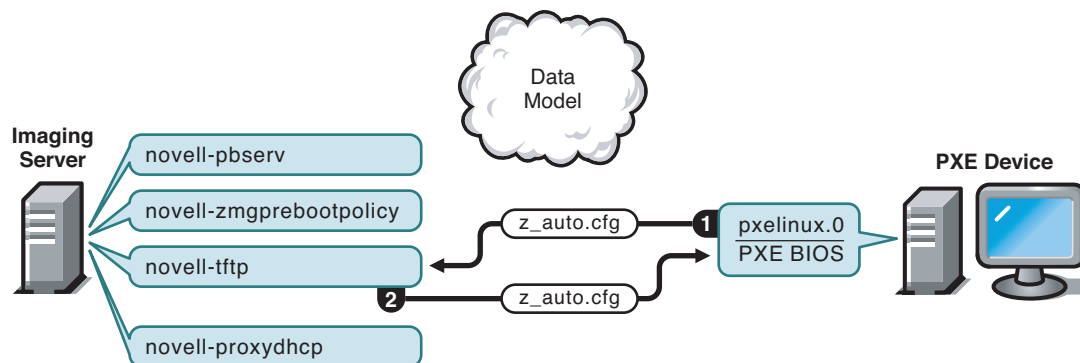 Data
Model
Imaging
Server
novell-pbserv
novell-zmgprebootpolicy
novell-tftp
novell-proxydhcp
1
z_auto.cfg
2
z_auto.cfg
pxelinux.0
PXE BIOS
PXE Device